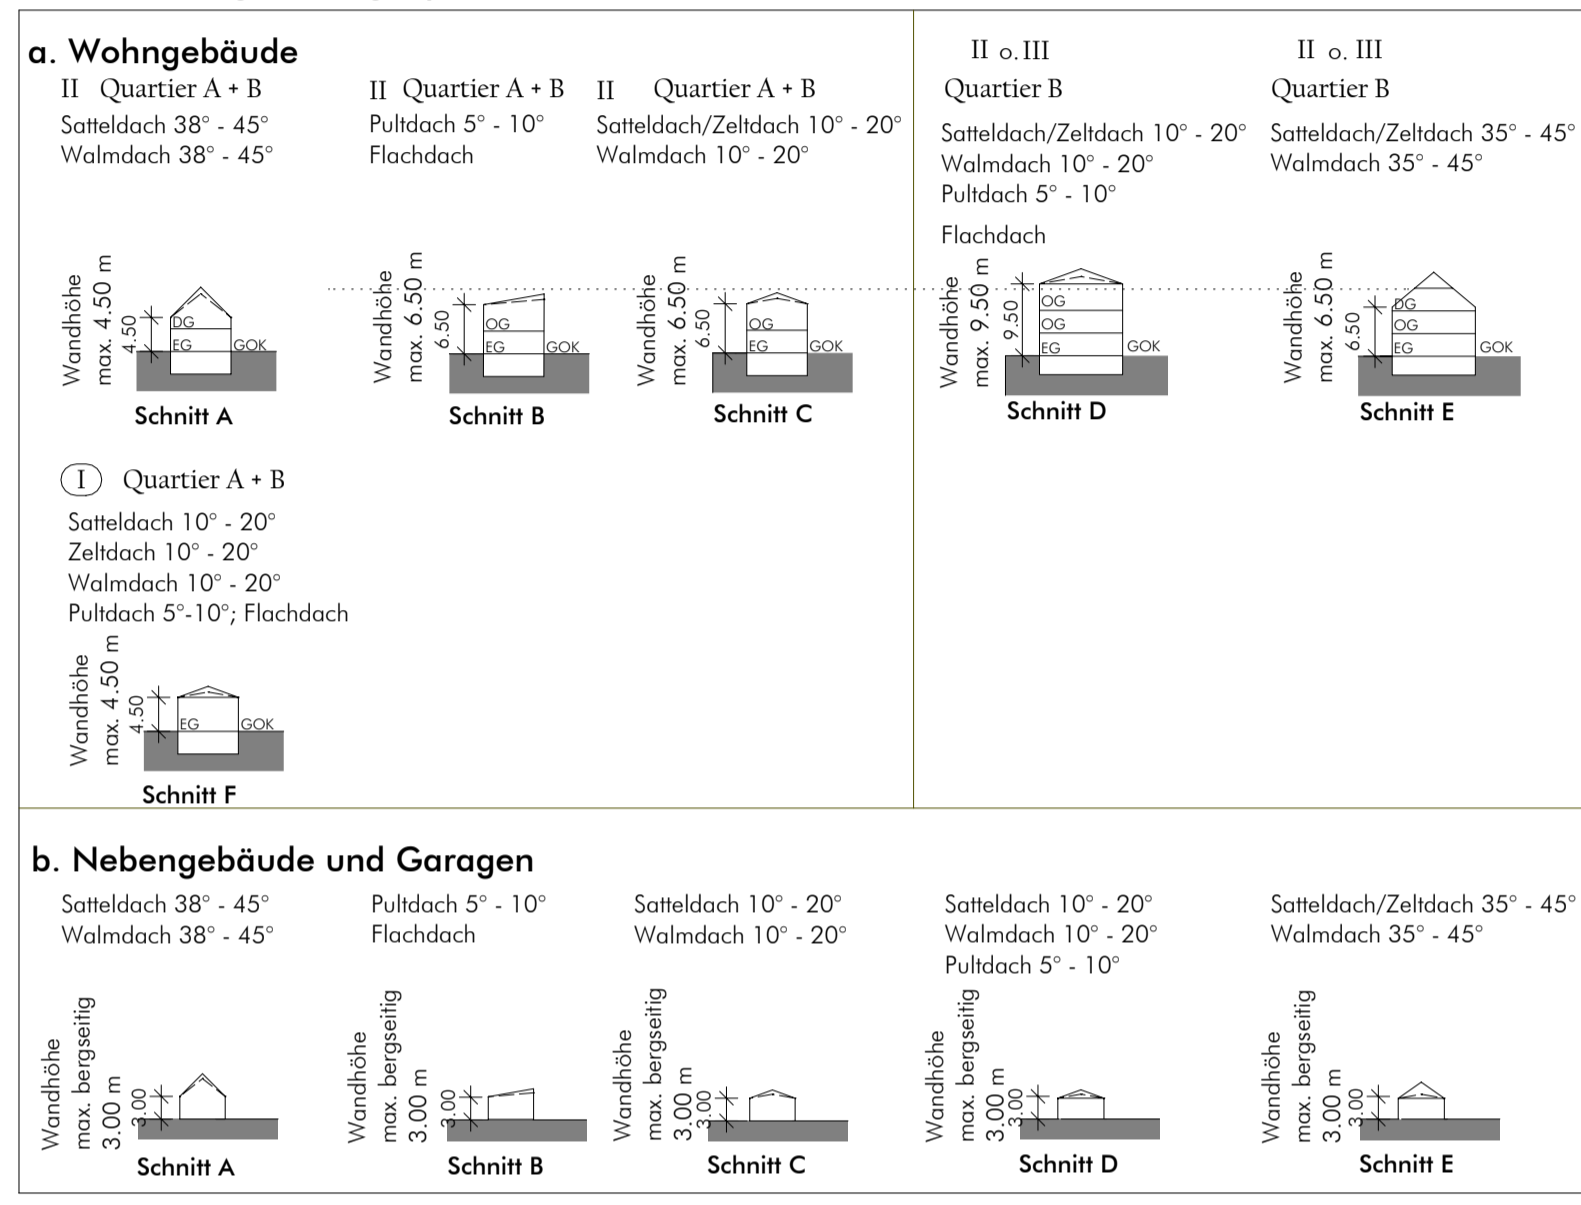 a. Wohngebäude
II Quartier A + B
Satteldach 38° - 45°
Walmdach 38° - 45°
Wandhöhe
max. 4.50 m
4.50
DG
EG
GOK
Schnitt A
II Quartier A + B
Pultdach 5° - 10°
Flachdach
Wandhöhe
max. 6.50 m
6.50
OG
EG
GOK
Schnitt B
II Quartier A + B
Satteldach/Zeltdach 10° - 20°
Walmdach 10° - 20°
Wandhöhe
max. 6.50 m
6.50
OG
EG
GOK
Schnitt C
II o. III
Quartier B
Satteldach/Zeltdach 10° - 20°
Walmdach 10° - 20°
Pultdach 5° - 10°
Flachdach
Wandhöhe
max. 9.50 m
9.50
OG
OG
EG
GOK
Schnitt D
II o. III
Quartier B
Satteldach/Zeltdach 35° - 45°
Walmdach 35° - 45°
Wandhöhe
max. 6.50 m
6.50
DG
OG
EG
GOK
Schnitt E
I Quartier A + B
Satteldach 10° - 20°
Zeltdach 10° - 20°
Walmdach 10° - 20°
Pultdach 5°-10°; Flachdach
Wandhöhe
max. 4.50 m
4.50
EG
GOK
Schnitt F
b. Nebengebäude und Garagen
Satteldach 38° - 45°
Walmdach 38° - 45°
Wandhöhe
max. bergseitig
3.00 m
3.00
Schnitt A
Pultdach 5° - 10°
Flachdach
Wandhöhe
max. bergseitig
3.00 m
3.00
Schnitt B
Satteldach 10° - 20°
Walmdach 10° - 20°
Wandhöhe
max. bergseitig
3.00 m
3.00
Schnitt C
Satteldach 10° - 20°
Walmdach 10° - 20°
Pultdach 5° - 10°
Wandhöhe
max. bergseitig
3.00 m
3.00
Schnitt D
Satteldach/Zeltdach 35° - 45°
Walmdach 35° - 45°
Wandhöhe
max. bergseitig
3.00 m
3.00
Schnitt E